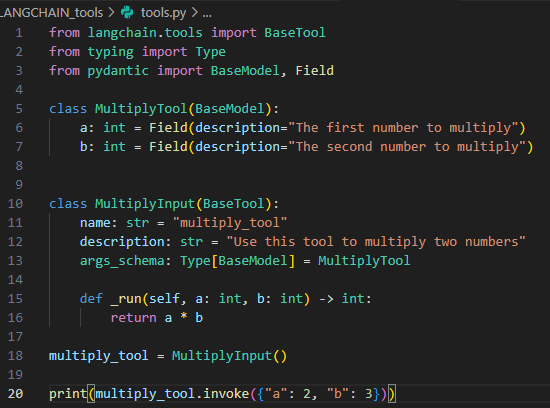 LANGCHAIN_tools > tools.py > ...
1 from langchain.tools import BaseTool
2 from typing import Type
3 from pydantic import BaseModel, Field
4
5 class MultiplyTool(BaseModel):
6     a: int = Field(description="The first number to multiply")
7     b: int = Field(description="The second number to multiply")
8
9
10 class MultiplyInput(BaseTool):
11     name: str = "multiply_tool"
12     description: str = "Use this tool to multiply two numbers"
13     args_schema: Type[BaseModel] = MultiplyTool
14
15     def _run(self, a: int, b: int) -> int:
16         return a * b
17
18 multiply_tool = MultiplyInput()
19
20 print(multiply_tool.invoke({"a": 2, "b": 3}))